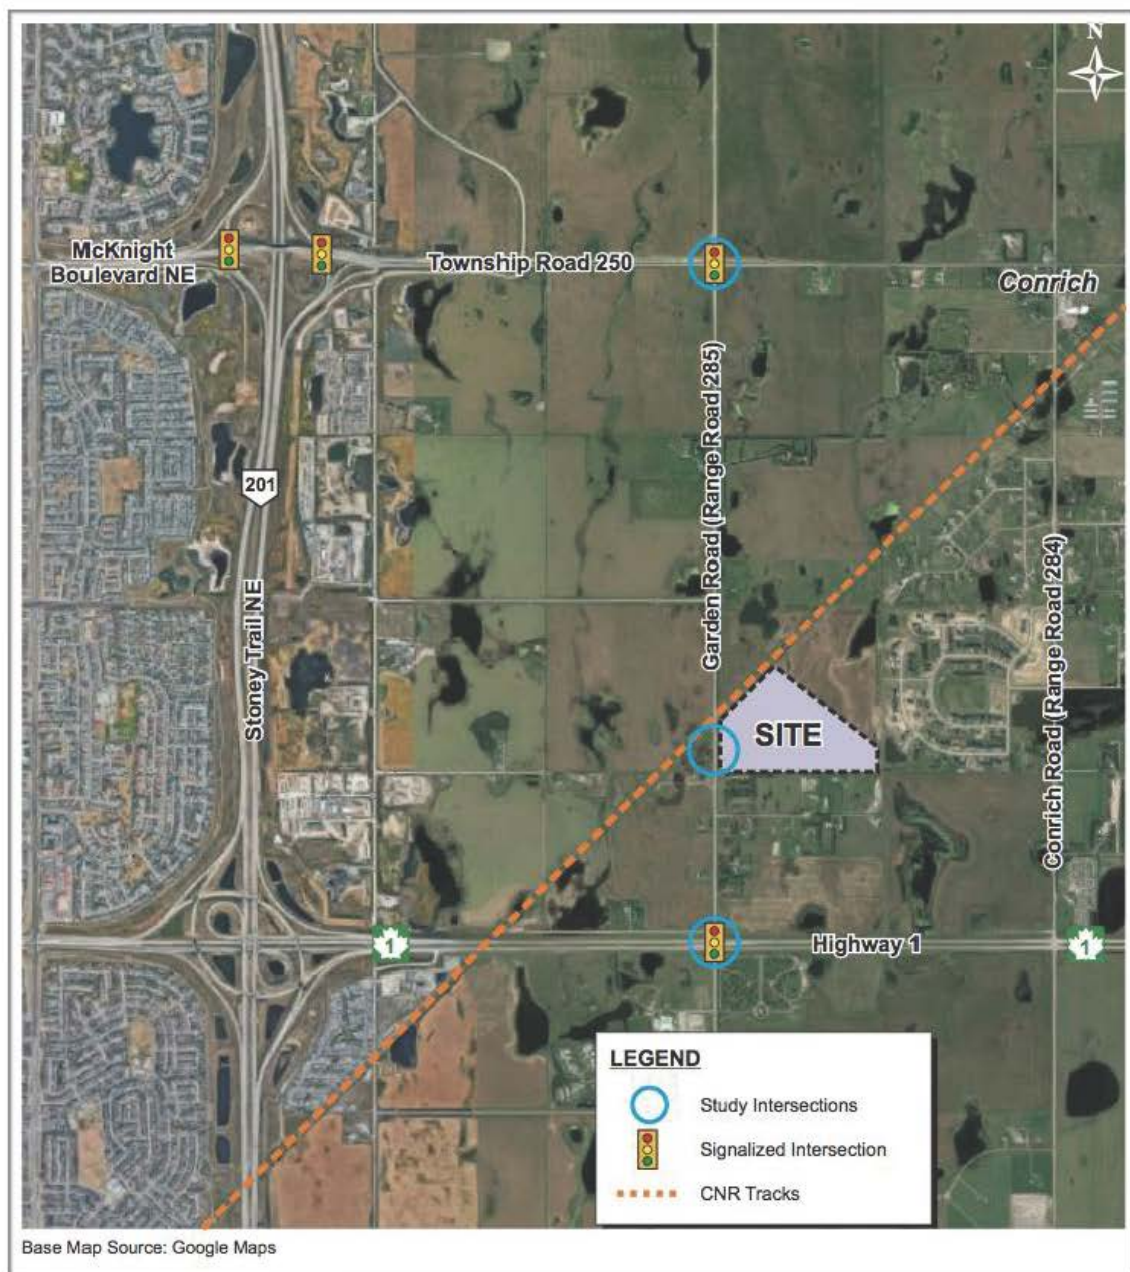 N
McKnight
Boulevard NE
Township Road 250
Conrich
Garden Road (Range Road 285)
201
Stoney Trail NE
Conrich Road (Range Road 284)
SITE
1
Highway 1
1
LEGEND
Study Intersections
Signalized Intersection
CNR Tracks
Base Map Source: Google Maps